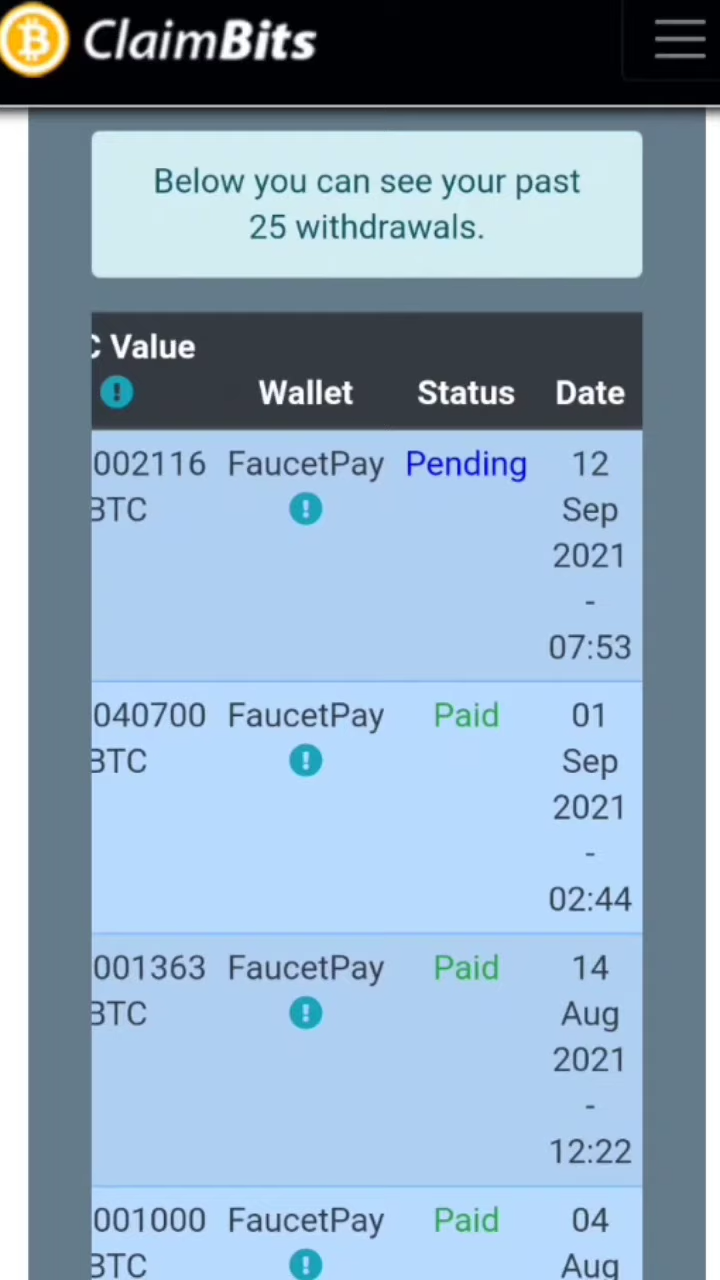 ClaimBits
Below you can see your past
25 withdrawals.
Value
Wallet Status Date
002116 FaucetPay Pending 12
BTC Sep
2021
-
07:53
040700 FaucetPay Paid 01
BTC Sep
2021
-
02:44
001363 FaucetPay Paid 14
BTC Aug
2021
-
12:22
001000 FaucetPay Paid 04
BTC Aug